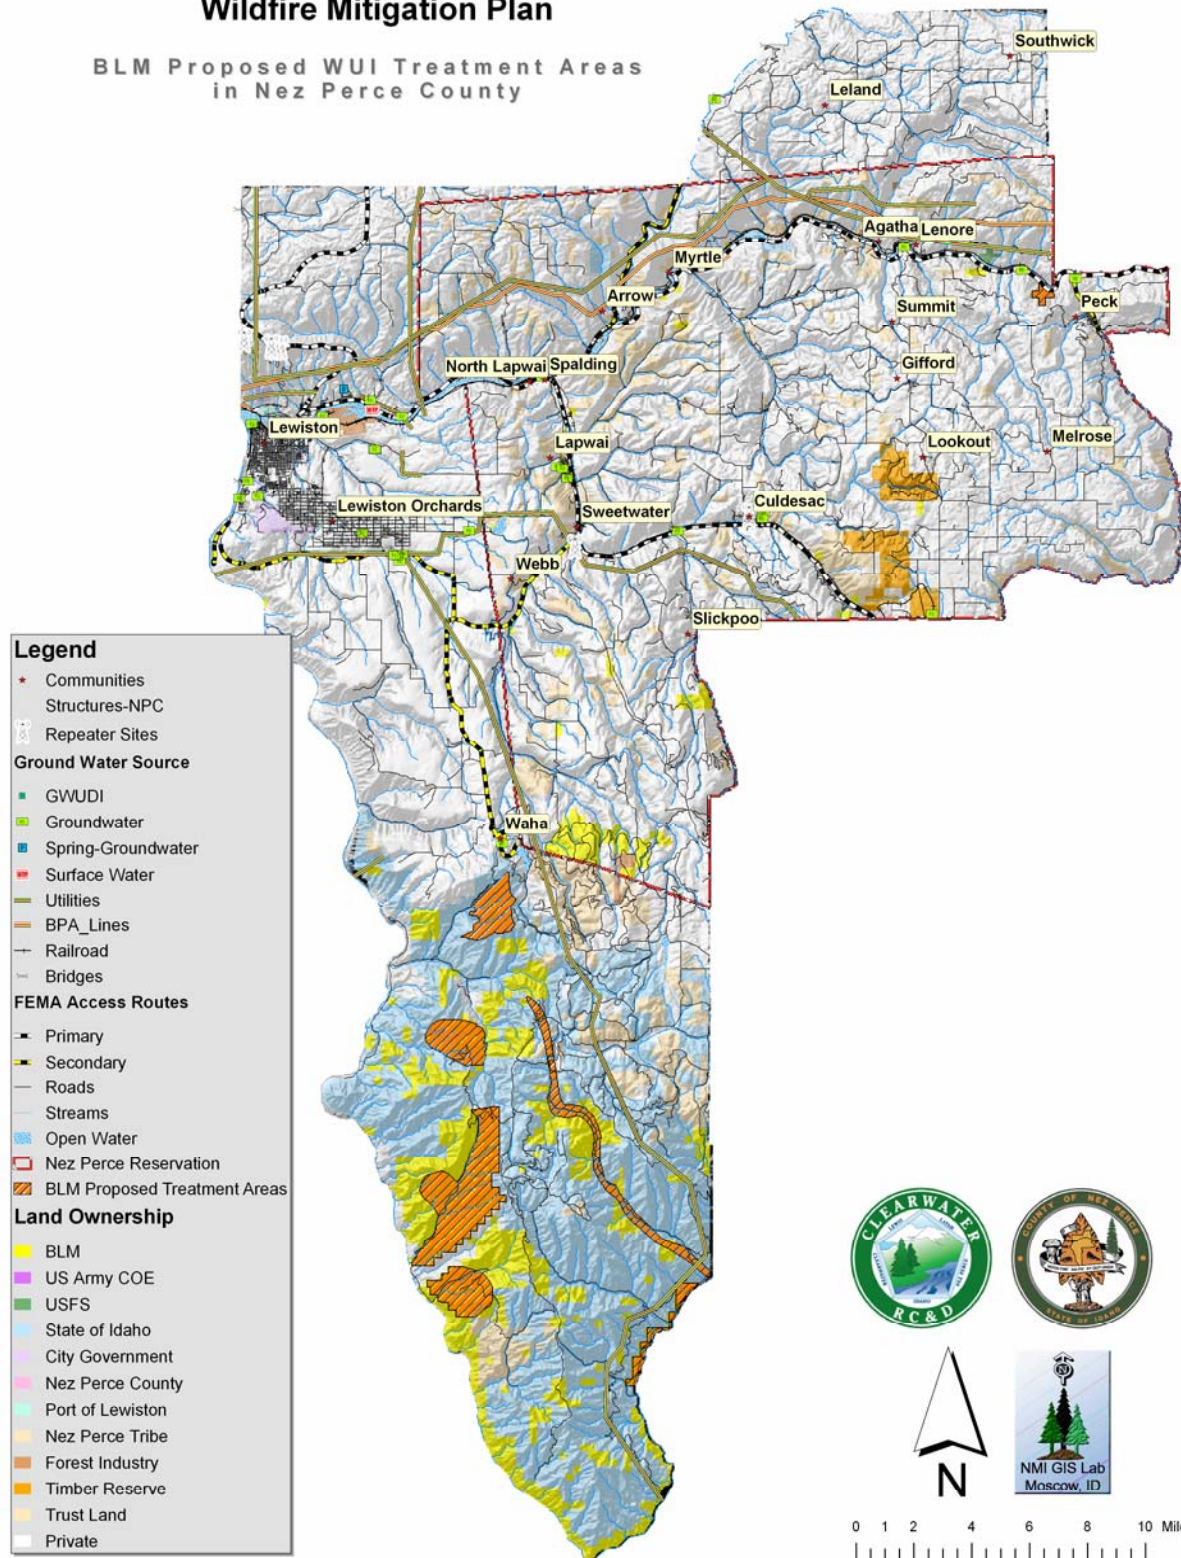 Wildfire Mitigation Plan
BLM Proposed WUI Treatment Areas
in Nez Perce County
Southwick
Leland
Agatha
Lenore
Myrtle
Arrow
Summit
Peck
North Lapwai
Spalding
Gifford
Lewiston
Lapwai
Lookout
Melrose
Lewiston Orchards
Sweetwater
Culdesac
Webb
Slickpoo
Waha
Legend
Communities
Structures-NPC
Repeater Sites
Ground Water Source
GWUDI
Groundwater
Spring-Groundwater
Surface Water
Utilities
BPA_Lines
Railroad
Bridges
FEMA Access Routes
Primary
Secondary
Roads
Streams
Open Water
Nez Perce Reservation
BLM Proposed Treatment Areas
Land Ownership
BLM
US Army COE
USFS
State of Idaho
City Government
Nez Perce County
Port of Lewiston
Nez Perce Tribe
Forest Industry
Timber Reserve
Trust Land
Private
CLEARWATER
RC&D
COUNTY OF NEZ PERCE
STATE OF IDAHO
N
NMI GIS Lab
Moscow, ID
0 1 2 4 6 8 10 Mile